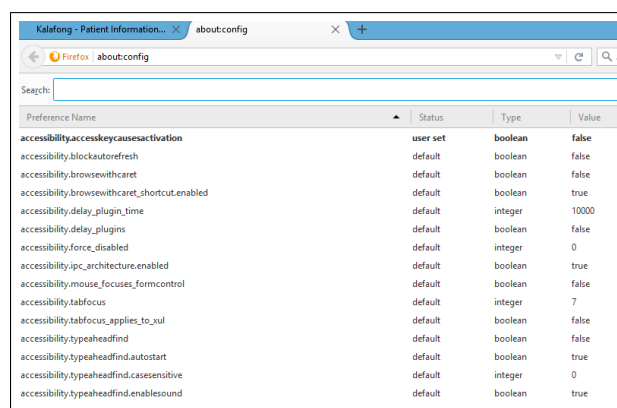 Kalafong - Patient Information... about:config
Firefox about:config
Search:
Preference Name Status Type Value
accessibility.accesskeycausesactivation user set boolean false
accessibility.blockautorefresh default boolean false
accessibility.browsewithcaret default boolean false
accessibility.browsewithcaret_shortcut.enabled default boolean true
accessibility.delay_plugin_time default integer 10000
accessibility.delay_plugins default boolean false
accessibility.force_disabled default integer 0
accessibility.ipc_architecture.enabled default boolean true
accessibility.mouse_focuses_formcontrol default boolean false
accessibility.tabfocus default integer 7
accessibility.tabfocus_applies_to_xul default boolean false
accessibility.typeaheadfind default boolean false
accessibility.typeaheadfind.autostart default boolean true
accessibility.typeaheadfind.casesensitive default integer 0
accessibility.typeaheadfind.enablesound default boolean true